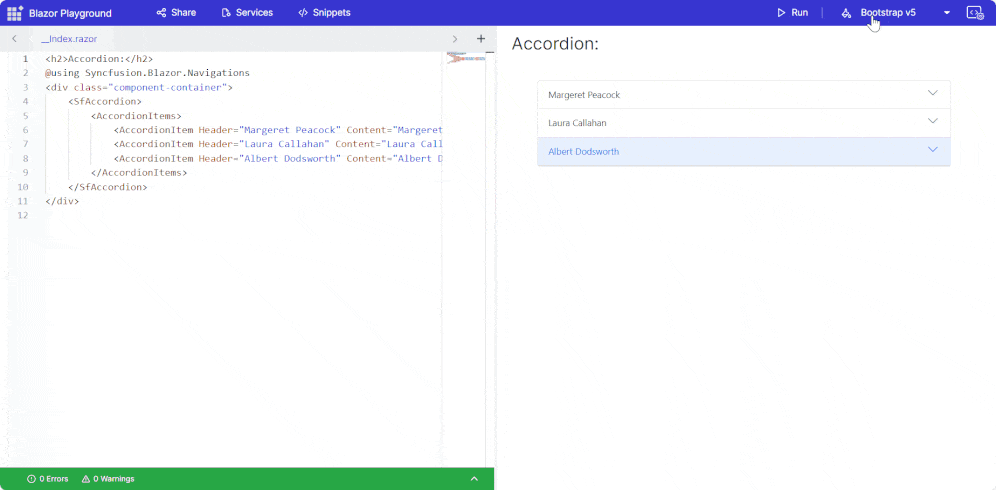 Blazor Playground Share Services Snippets Run Bootstrap v5
__Index.razor
1 <h2>Accordion:</h2>
2 @using Syncfusion.Blazor.Navigations
3 <div class="component-container">
4 <SfAccordion>
5 <AccordionItems>
6 <AccordionItem Header="Margeret Peacock" Content="Margeret
7 <AccordionItem Header="Laura Callahan" Content="Laura Call
8 <AccordionItem Header="Albert Dodsworth" Content="Albert D
9 </AccordionItems>
10 </SfAccordion>
11 </div>
12
0 Errors 0 Warnings
Accordion:
Margeret Peacock
Laura Callahan
Albert Dodsworth